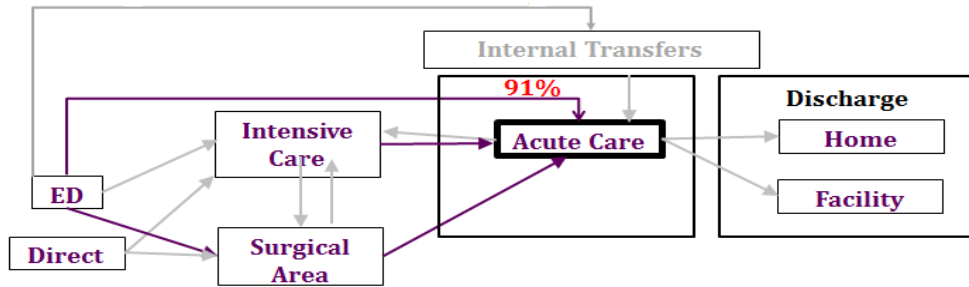 Internal Transfers
91%
Discharge
Intensive
Care
Acute Care
Home
ED
Facility
Direct
Surgical
Area